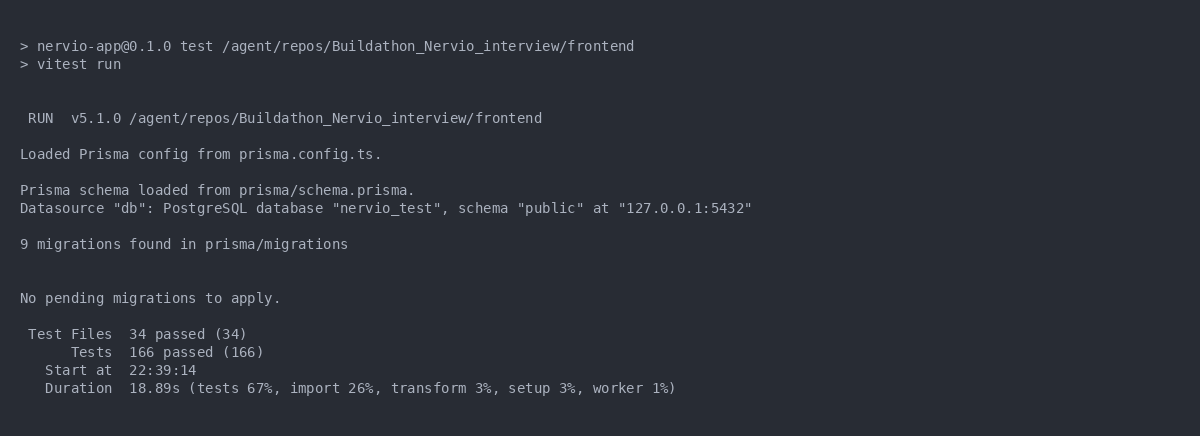 > nervio-app@0.1.0 test /agent/repos/Buildathon_Nervio_interview/frontend
> vitest run
RUN  v5.1.0 /agent/repos/Buildathon_Nervio_interview/frontend
Loaded Prisma config from prisma.config.ts.
Prisma schema loaded from prisma/schema.prisma.
Datasource "db": PostgreSQL database "nervio_test", schema "public" at "127.0.0.1:5432"
9 migrations found in prisma/migrations
No pending migrations to apply.
Test Files  34 passed (34)
Tests  166 passed (166)
Start at  22:39:14
Duration  18.89s (tests 67%, import 26%, transform 3%, setup 3%, worker 1%)